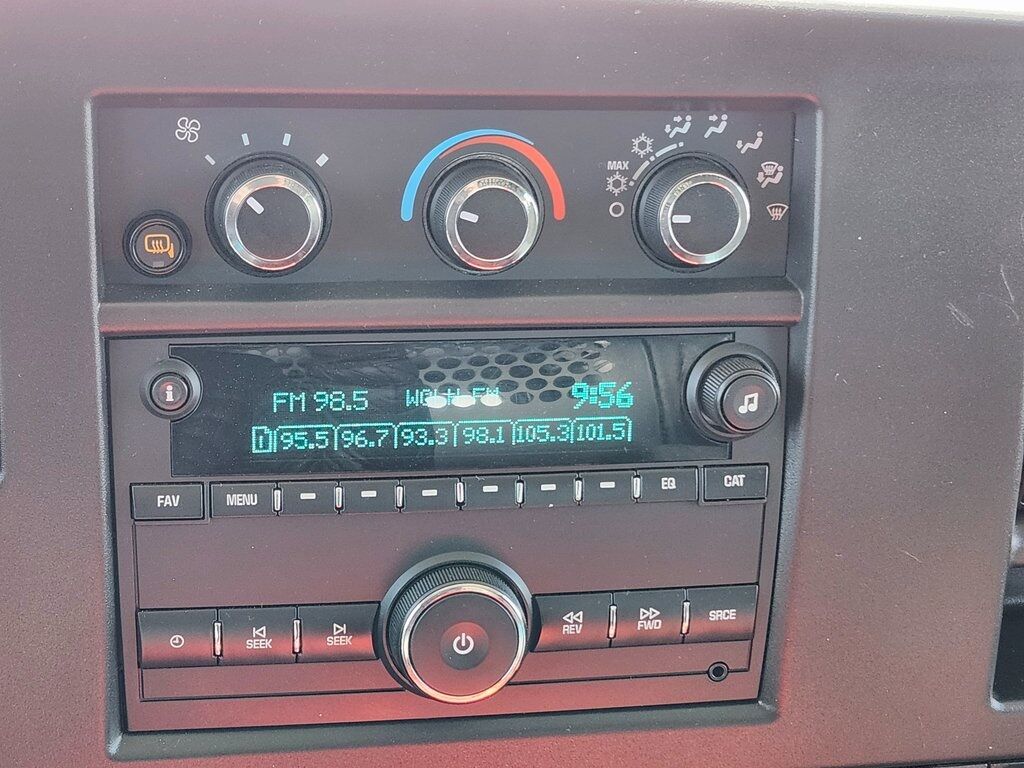 MAX
i
FM 98.5 9:56
1 95.5 96.7 93.3 98.1 105.3 101.5
FAV MENU EQ CAT
SEEK SEEK REV FWD SRCE